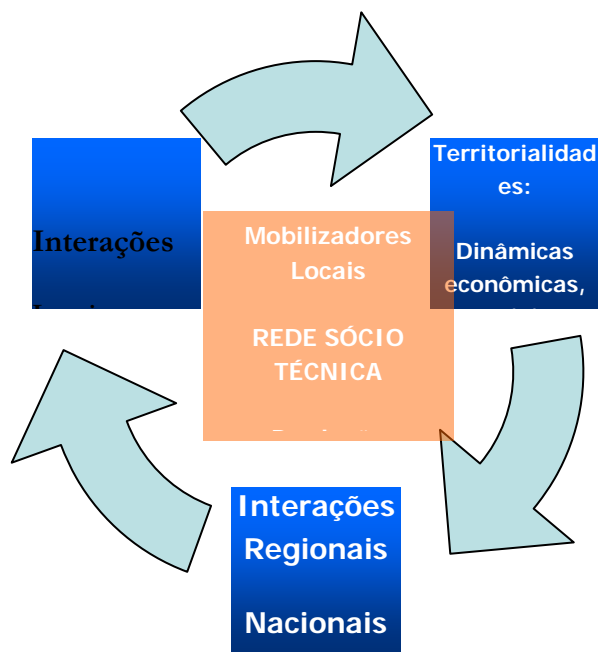 Interações
Territorialidad
es:
Dinâmicas
econômicas,
Mobilizadores
Locais
REDE SÓCIO
TÉCNICA
Interações
Regionais
Nacionais